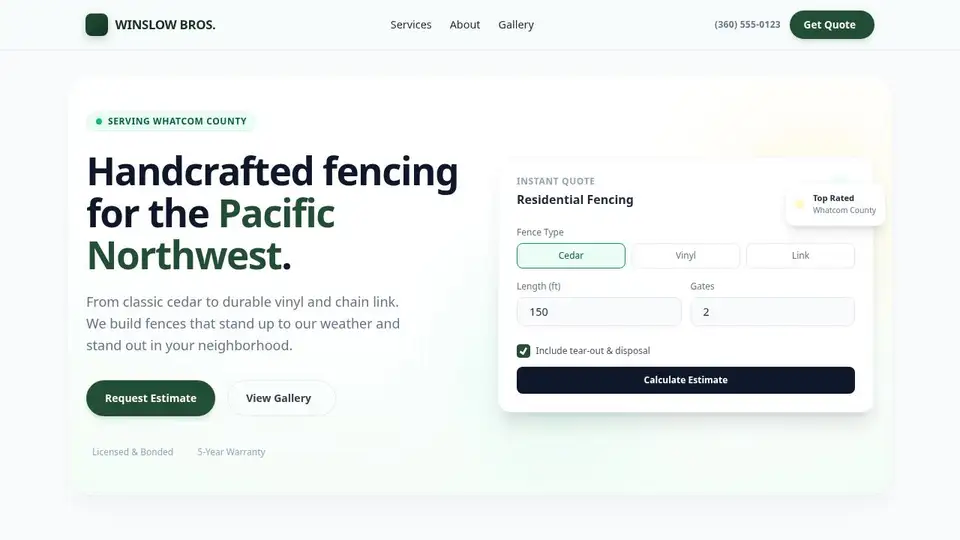 WINSLOW BROS.
Services
About
Gallery
(360) 555-0123
Get Quote
SERVING WHATCOM COUNTY
Handcrafted fencing
for the Pacific
Northwest.
From classic cedar to durable vinyl and chain link.
We build fences that stand up to our weather and
stand out in your neighborhood.
Request Estimate
View Gallery
Licensed & Bonded
5-Year Warranty
INSTANT QUOTE
Residential Fencing
Top Rated
Whatcom County
Fence Type
Cedar
Vinyl
Link
Length (ft)
Gates
150
2
Include tear-out & disposal
Calculate Estimate